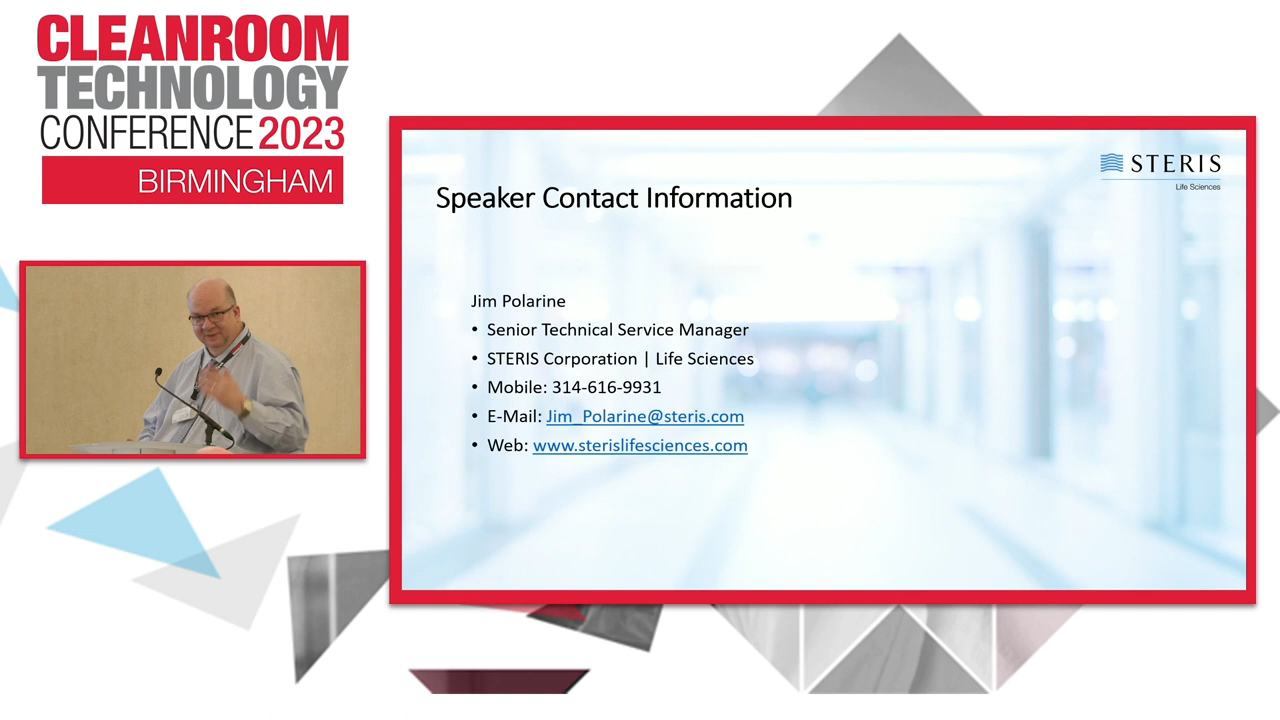 CLEANROOM
TECHNOLOGY
CONFERENCE 2023
BIRMINGHAM
STERIS
Life Sciences
Speaker Contact Information
Jim Polarine
• Senior Technical Service Manager
• STERIS Corporation | Life Sciences
• Mobile: 314-616-9931
• E-Mail: Jim_Polarine@steris.com
• Web: www.sterislifesciences.com